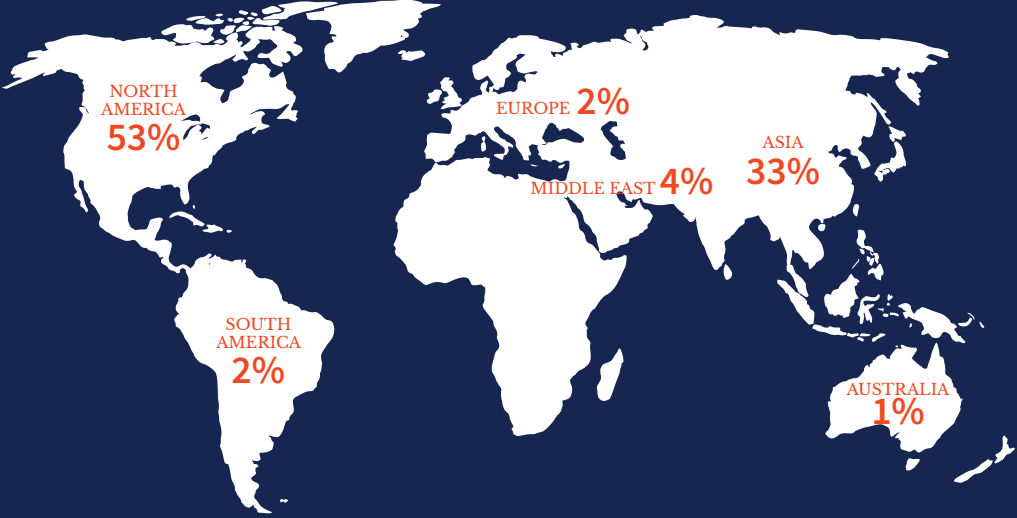 NORTH
AMERICA
53%
EUROPE 2%
ASIA
33%
MIDDLE EAST 4%
SOUTH
AMERICA
2%
AUSTRALIA
1%